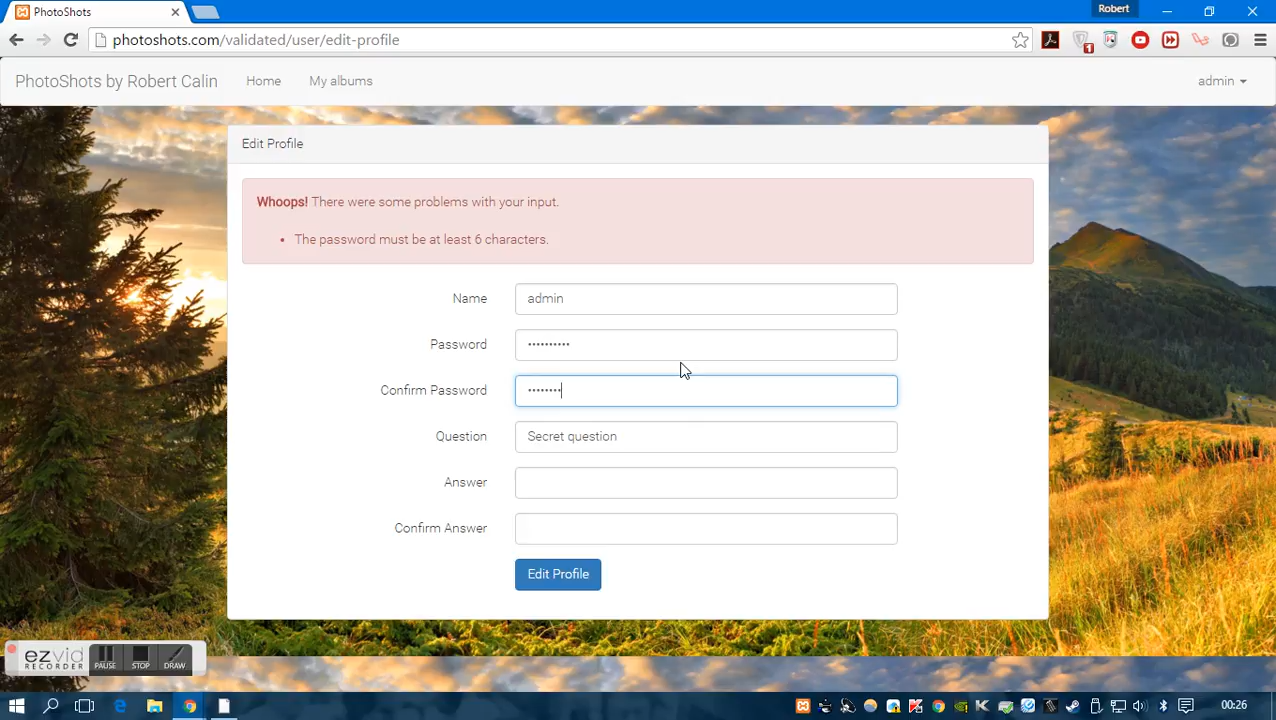 PhotoShots
Robert
photoshots.com/validated/user/edit-profile
1
PhotoShots by Robert Calin Home My albums admin
Edit Profile
Whoops! There were some problems with your input.
• The password must be at least 6 characters.
Name admin
Password ••••••••••
Confirm Password ••••••••
Question Secret question
Answer
Confirm Answer
Edit Profile
ezvid
RECORDER
PAUSE STOP DRAW
00:26